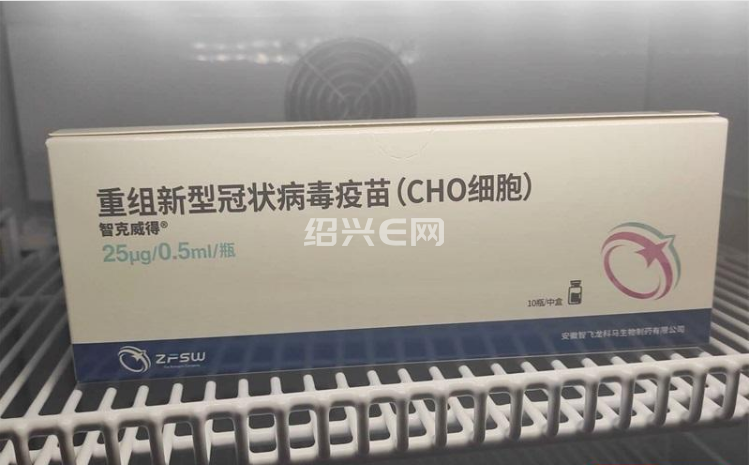 重组新型冠状病毒疫苗(CHO细胞)
智克威得®
25μg/0.5ml/瓶
绍兴E网
10瓶/中盒
安徽智飞龙科马生物制药有限公司
ZFSW